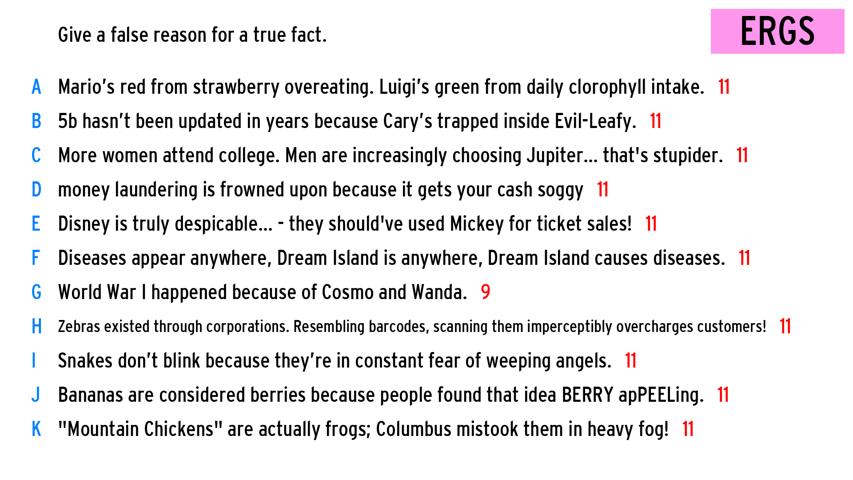 Give a false reason for a true fact.
ERGS
A Mario's red from strawberry overeating. Luigi's green from daily clorophyll intake. 11
B 5b hasn't been updated in years because Cary's trapped inside Evil-Leafy. 11
C More women attend college. Men are increasingly choosing Jupiter... that's stupider. 11
D money laundering is frowned upon because it gets your cash soggy 11
E Disney is truly despicable... - they should've used Mickey for ticket sales! 11
F Diseases appear anywhere, Dream Island is anywhere, Dream Island causes diseases. 11
G World War I happened because of Cosmo and Wanda. 9
H Zebras existed through corporations. Resembling barcodes, scanning them imperceptibly overcharges customers! 11
I Snakes don't blink because they're in constant fear of weeping angels. 11
J Bananas are considered berries because people found that idea BERRY apPEELing. 11
K "Mountain Chickens" are actually frogs; Columbus mistook them in heavy fog! 11